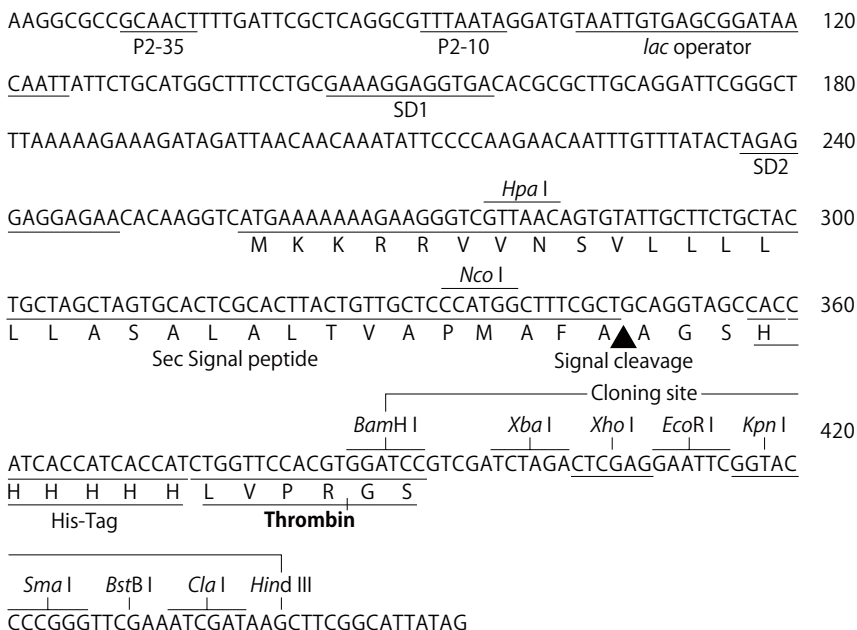 AAGGCGCCGCAACTTTTGATTCGCTCAGGCGTTTAATAGGATGTAATTGTGAGCGGATAA 120
P2-35 P2-10 lac operator
CAATTATTCTGCATGGCTTTCCTGCGAAAGGAGGTGACACGCGCTTGCAGGATTCGGGCT 180
SD1
TTAAAAAGAAAGATAGATTAACAACAAATATTCCCCAAGAACAATTTGTTTATACTAGAG 240
SD2
Hpa I
GAGGAGAACACAAGGTCATGAAAAAAAGAAGGGTCGTTAACAGTGTATTGCTTCTGCTAC 300
M K K R R V V N S V L L L L
Nco I
TGCTAGCTAGTGCACTCGCACTTACTGTTGCTCCCATGGCTTTCGCTGCAGGTAGCCACC 360
L L A S A L A L T V A P M A F A A G S H
Sec Signal peptide Signal cleavage
Cloning site
BamH I Xba I Xho I EcoR I Kpn I 420
ATCACCATCACCATCTGGTTCCACGTGGATCCGTCGATCTAGACTCGAGGAATTCGGTAC
H H H H H L V P R G S
His-Tag Thrombin
Sma I BstB I Cla I Hind III
CCCGGGTTCGAAATCGATAAGCTTCGGCATTATAG